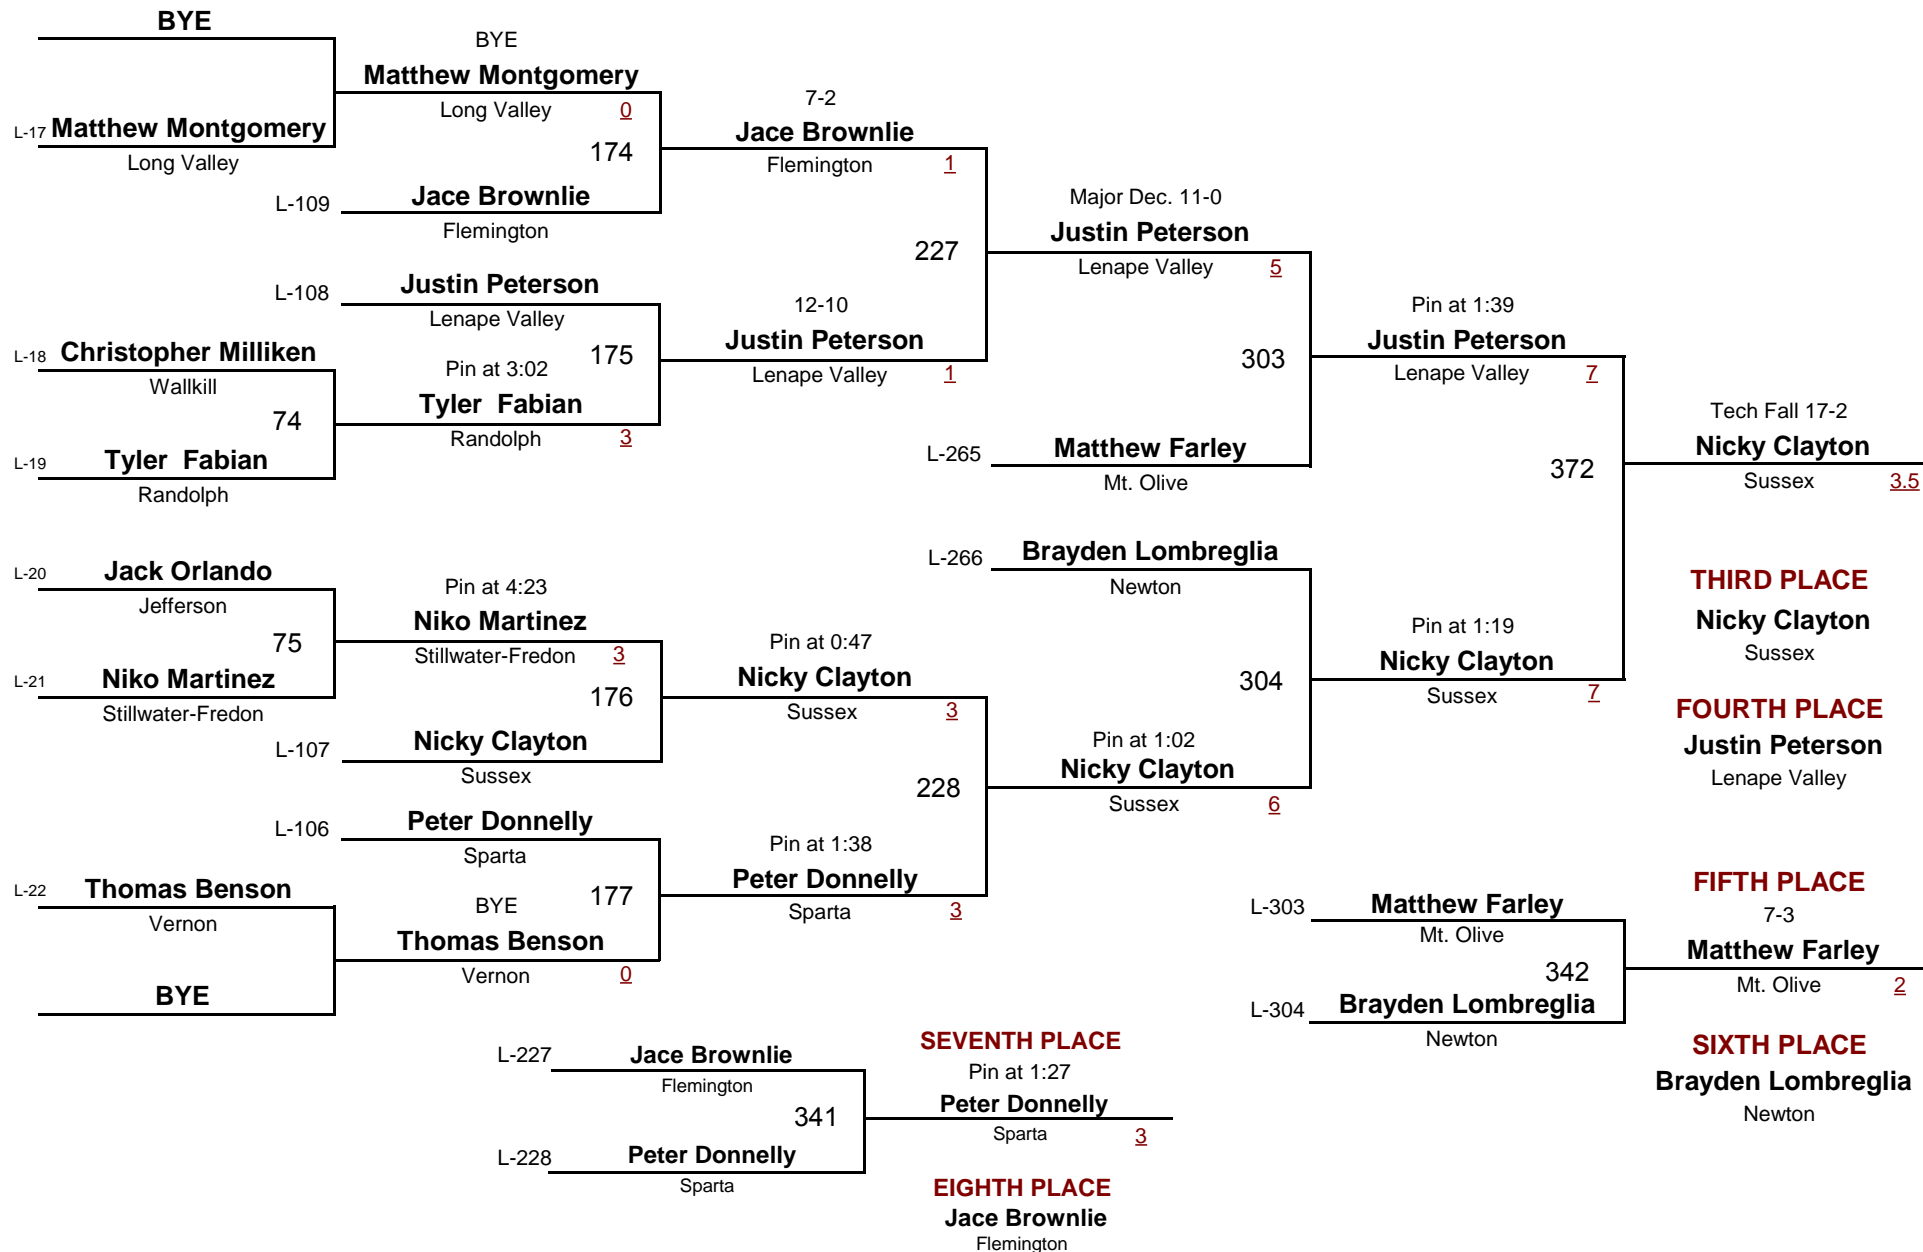 BYE
L-17 Matthew Montgomery
Long Valley
L-18 Christopher Milliken
Wallkill
74
L-19 Tyler  Fabian
Randolph
L-20 Jack Orlando
Jefferson
75
L-21 Niko Martinez
Stillwater-Fredon
L-22 Thomas Benson
Vernon
BYE
BYE
Matthew Montgomery
Long Valley 0
174
L-109 Jace Brownlie
Flemington
L-108 Justin Peterson
Lenape Valley
175
Pin at 3:02
Tyler  Fabian
Randolph 3
Pin at 4:23
Niko Martinez
Stillwater-Fredon 3
176
L-107 Nicky Clayton
Sussex
L-106 Peter Donnelly
Sparta
177
BYE
Thomas Benson
Vernon 0
7-2
Jace Brownlie
Flemington 1
227
12-10
Justin Peterson
Lenape Valley 1
Pin at 0:47
Nicky Clayton
Sussex 3
228
Pin at 1:38
Peter Donnelly
Sparta 3
Major Dec. 11-0
Justin Peterson
Lenape Valley 5
303
L-265 Matthew Farley
Mt. Olive
L-266 Brayden Lombreglia
Newton
304
Pin at 1:02
Nicky Clayton
Sussex 6
Pin at 1:39
Justin Peterson
Lenape Valley 7
372
Pin at 1:19
Nicky Clayton
Sussex 7
Tech Fall 17-2
Nicky Clayton
Sussex 3.5
THIRD PLACE
Nicky Clayton
Sussex
FOURTH PLACE
Justin Peterson
Lenape Valley
L-303 Matthew Farley
Mt. Olive
342
L-304 Brayden Lombreglia
Newton
FIFTH PLACE
7-3
Matthew Farley
Mt. Olive 2
SIXTH PLACE
Brayden Lombreglia
Newton
L-227 Jace Brownlie
Flemington
341
L-228 Peter Donnelly
Sparta
SEVENTH PLACE
Pin at 1:27
Peter Donnelly
Sparta 3
EIGHTH PLACE
Jace Brownlie
Flemington